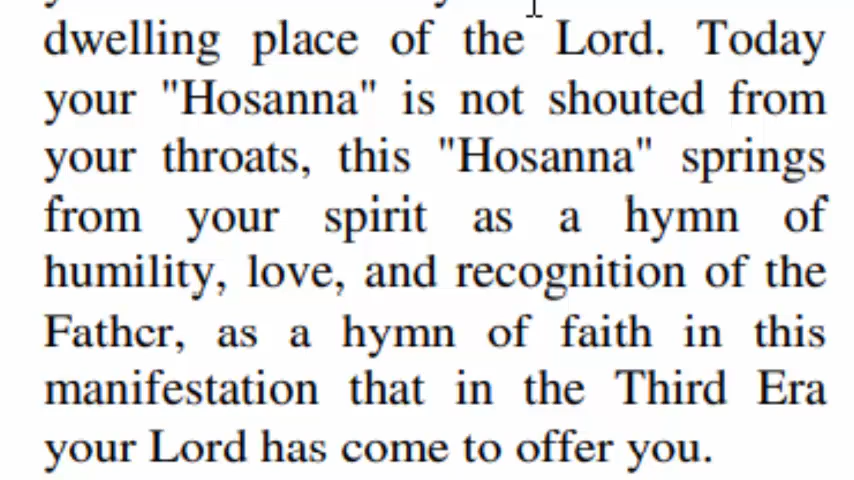 dwelling place of the Lord. Today
your "Hosanna" is not shouted from
your throats, this "Hosanna" springs
from your spirit as a hymn of
humility, love, and recognition of the
Fathcr, as a hymn of faith in this
manifestation that in the Third Era
your Lord has come to offer you.